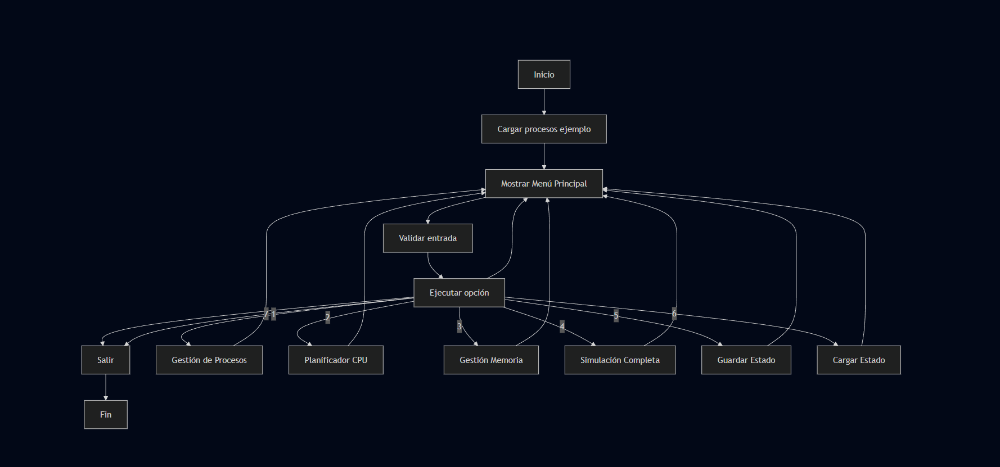 Inicio
Cargar procesos ejemplo
Mostrar Menú Principal
Validar entrada
Ejecutar opción
7
1
2
3
4
5
6
Salir
Gestión de Procesos
Planificador CPU
Gestión Memoria
Simulación Completa
Guardar Estado
Cargar Estado
Fin